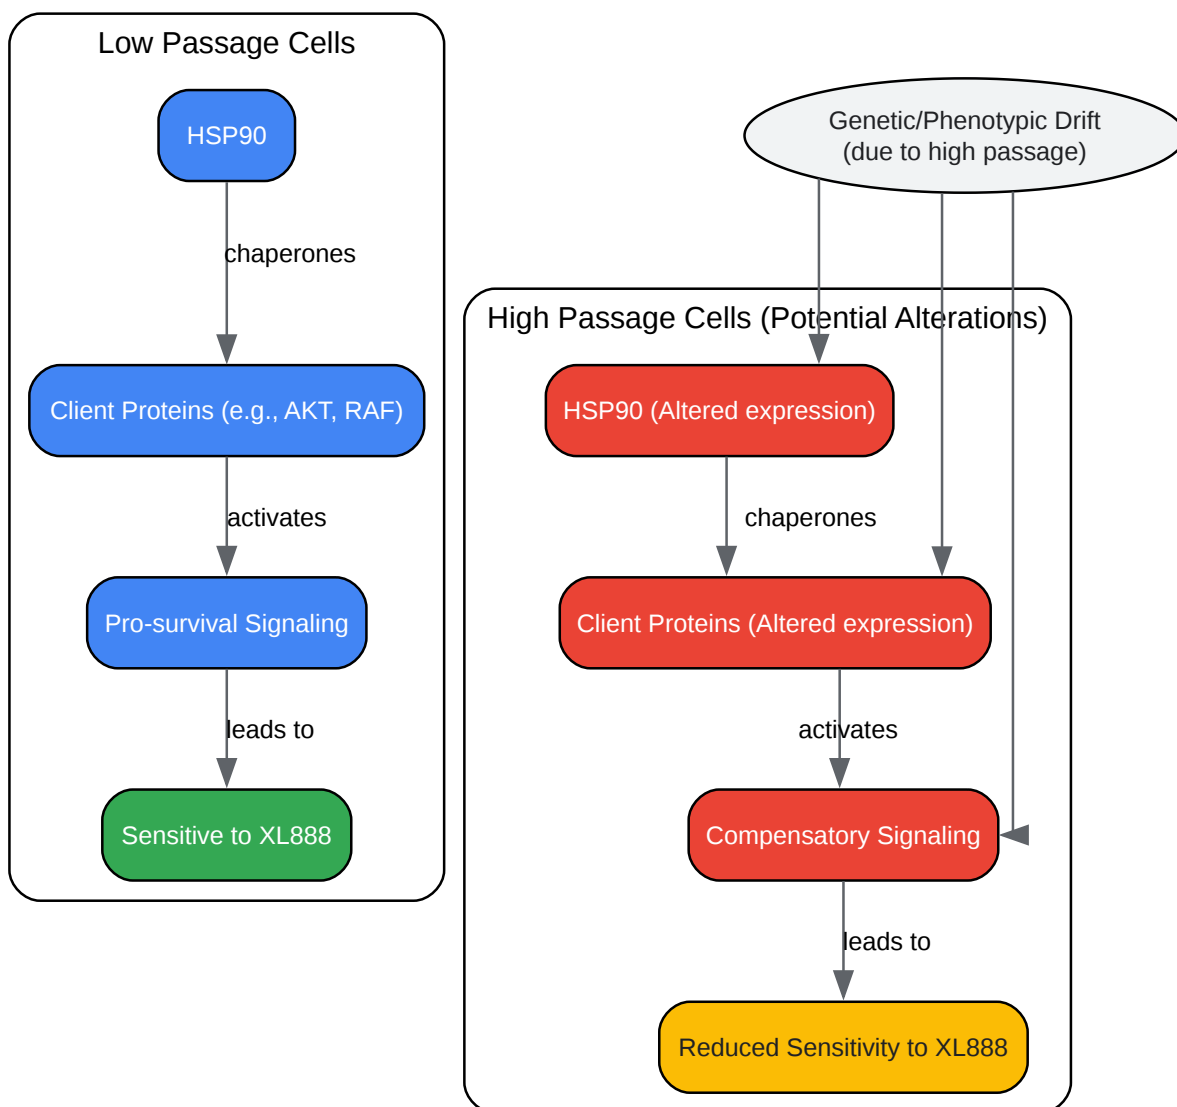 Low Passage Cells
HSP90
chaperones
Client Proteins (e.g., AKT, RAF)
activates
Pro-survival Signaling
leads to
Sensitive to XL888
Genetic/Phenotypic Drift
(due to high passage)
High Passage Cells (Potential Alterations)
HSP90 (Altered expression)
chaperones
Client Proteins (Altered expression)
activates
Compensatory Signaling
leads to
Reduced Sensitivity to XL888